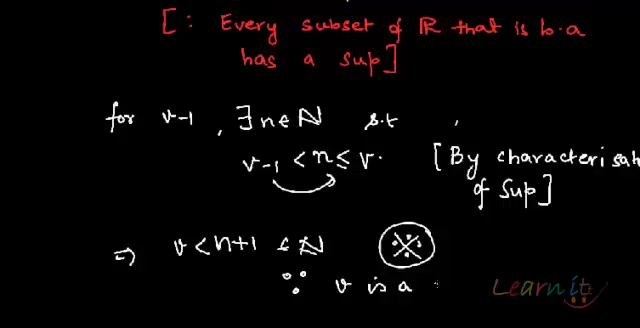 [∵ Every subset of ℝ that is b.a
has a sup]
for v-1, ∃ n ∈ ℕ s.t
v-1 < n ≤ v. [By characterisat
of Sup]
⇒ v < n+1 ∈ ℕ ※
∵ v is a
Learnit